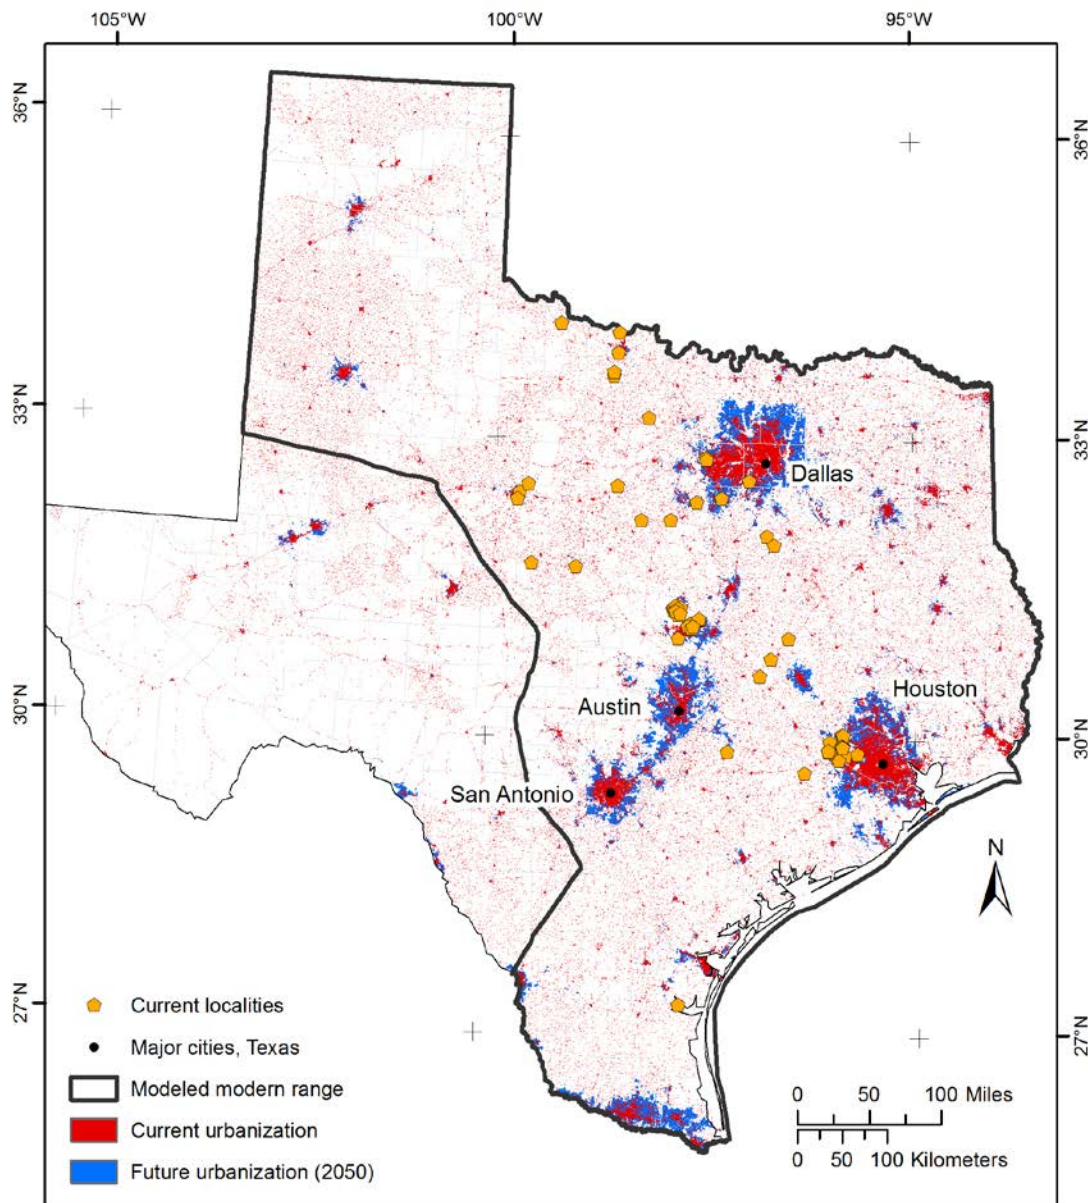 105°W 100°W 95°W
36°N 36°N
33°N 33°N
Dallas
30°N 30°N
Houston
Austin
San Antonio
N
27°N 27°N
Current localities
Major cities, Texas
Modeled modern range
Current urbanization
Future urbanization (2050)
0 50 100 Miles
0 50 100 Kilometers